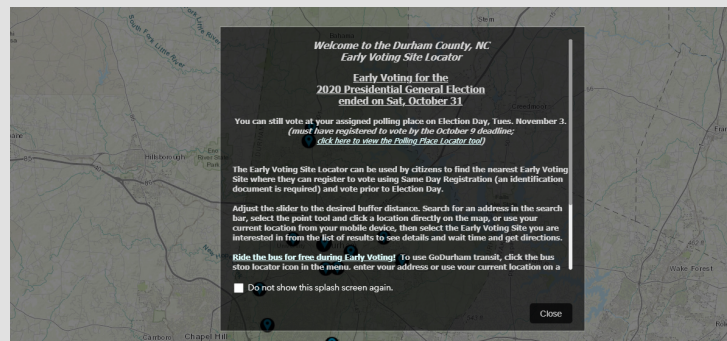 Stem
South Fork Little River
Welcome to the Durham County, NC
Early Voting Site Locator
Early Voting for the
2020 Presidential General Election
ended on Sat, October 31
You can still vote at your assigned polling place on Election Day, Tues. November 3.
(must have registered to vote by the October 9 deadline;
click here to view the Polling Place Locator tool)
Hillsborough
The Early Voting Site Locator can be used by citizens to find the nearest Early Voting
Site where they can register to vote using Same Day Registration (an identification
document is required) and vote prior to Election Day.
Adjust the slider to the desired buffer distance. Search for an address in the search
bar, select the point tool and click a location directly on the map, or use your
current location from your mobile device, then select the Early Voting Site you are
interested in from the list of results to see details and wait time and get directions.
Ride the bus for free during Early Voting! To use GoDurham transit, click the bus
stop locator icon in the menu, enter your address or use your current location on a
Wake Forest
Do not show this splash screen again.
Close
Carrboro Chapel Hill